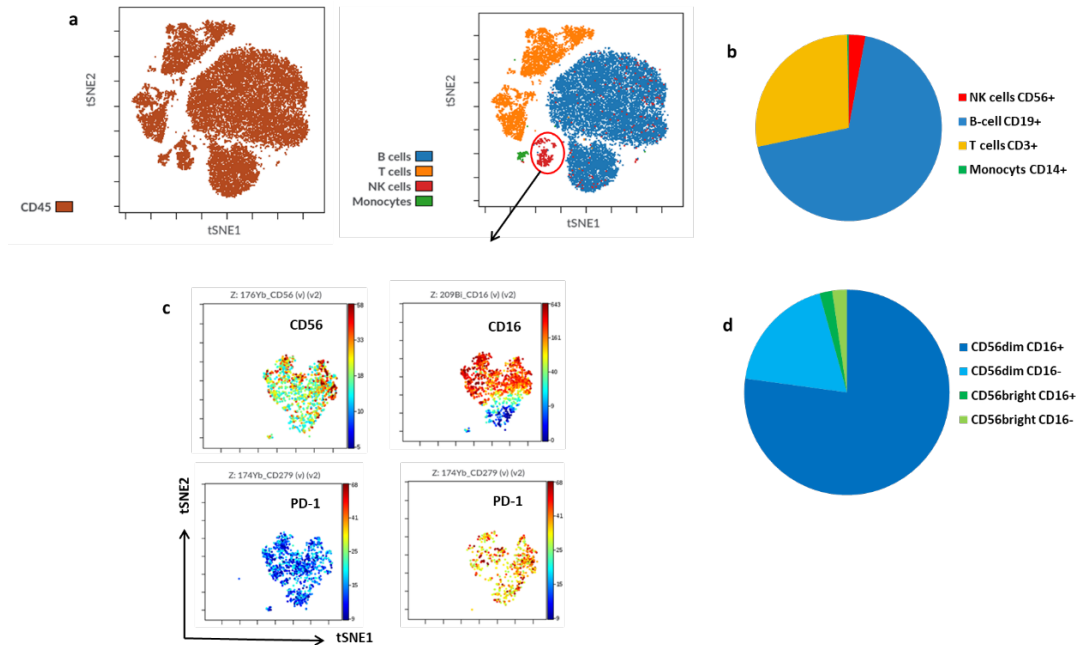 a
tSNE2
CD45
tSNE1
tSNE2
B cells
T cells
NK cells
Monocytes
tSNE1
b
NK cells CD56+
B-cell CD19+
T cells CD3+
Monocyts CD14+
c
Z: 176Yb_CD56 (v) (v2)
CD56
58
33
18
10
5
Z: 209Bi_CD16 (v) (v2)
CD16
643
161
40
9
0
Z: 174Yb_CD279 (v) (v2)
PD-1
68
41
25
15
9
Z: 174Yb_CD279 (v) (v2)
PD-1
68
41
25
15
9
tSNE2
tSNE1
d
CD56dim CD16+
CD56dim CD16-
CD56bright CD16+
CD56bright CD16-